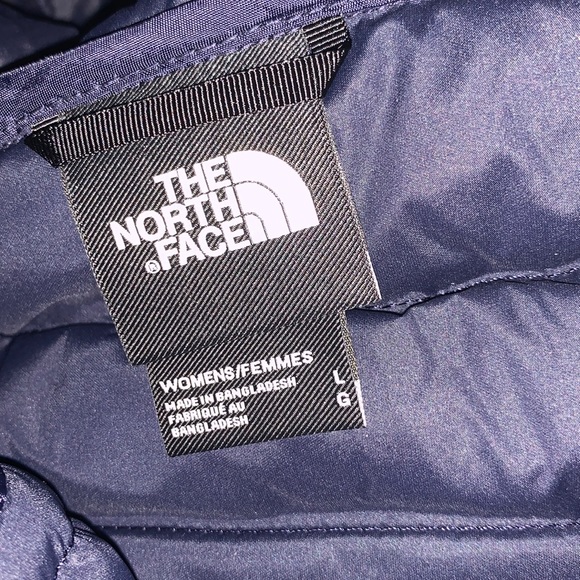 THE
NORTH
FACE
®
WOMENS/FEMMES
MADE IN BANGLADESH
FABRIQUÉ AU
BANGLADESH
L
G